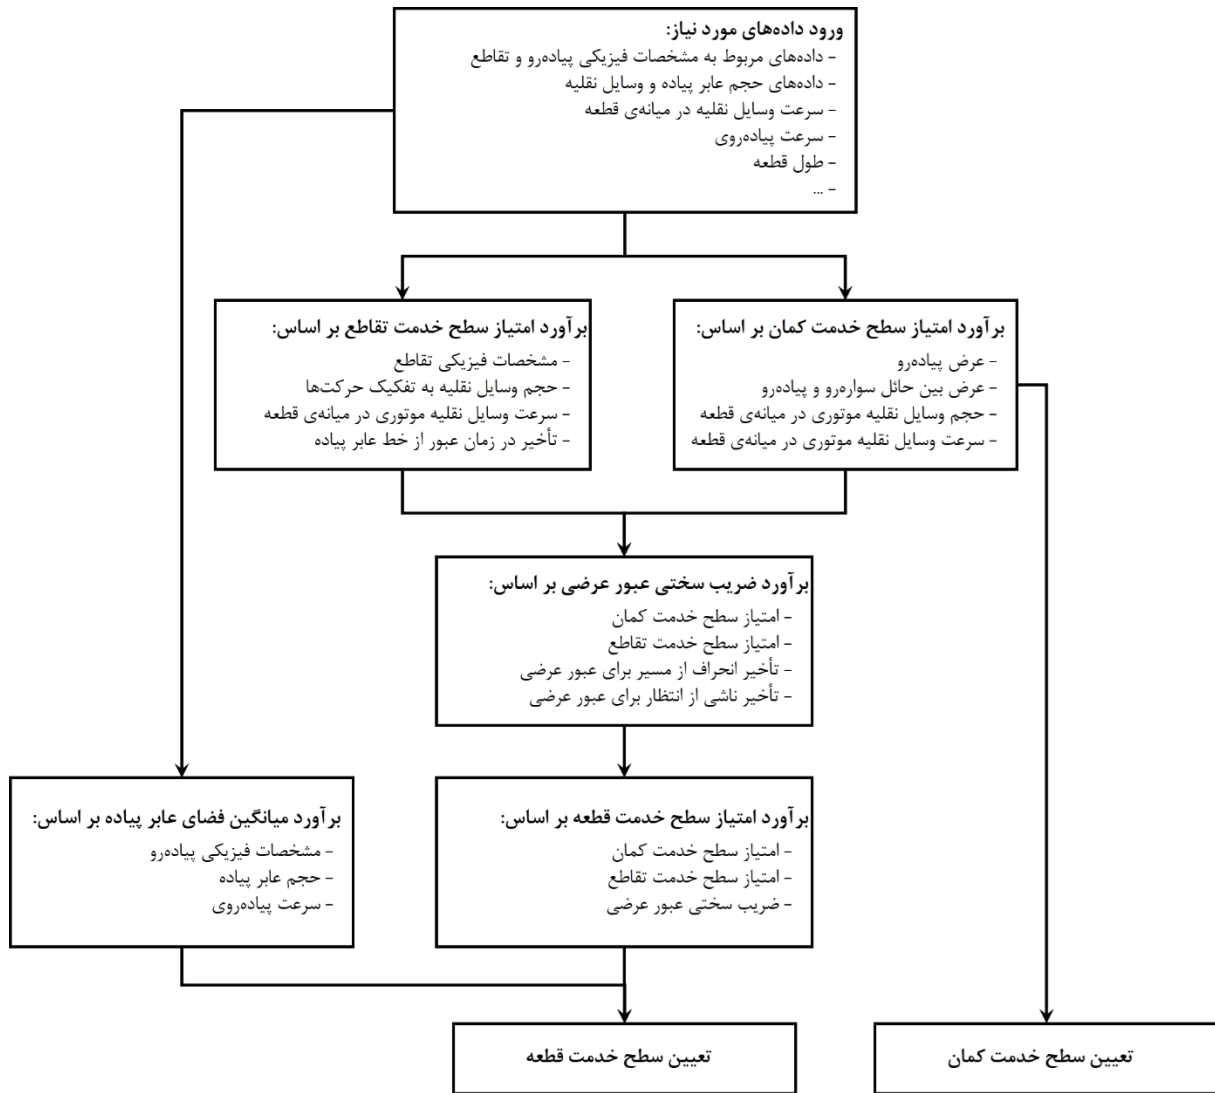 ورود داده‌های مورد نیاز:
- داده‌های مربوط به مشخصات فیزیکی پیاده‌رو و تقاطع
- داده‌های حجم عابر پیاده و وسایل نقلیه
- سرعت وسایل نقلیه در میانه‌ی قطعه
- سرعت پیاده‌روی
- طول قطعه
- ...
برآورد امتیاز سطح خدمت کمان بر اساس:
- عرض پیاده‌رو
- عرض بین حائل سواره‌رو و پیاده‌رو
- حجم وسایل نقلیه موتوری در میانه‌ی قطعه
- سرعت وسایل نقلیه موتوری در میانه‌ی قطعه
برآورد امتیاز سطح خدمت تقاطع بر اساس:
- مشخصات فیزیکی تقاطع
- حجم وسایل نقلیه به تفکیک حرکت‌ها
- سرعت وسایل نقلیه موتوری در میانه‌ی قطعه
- تأخیر در زمان عبور از خط عابر پیاده
برآورد ضریب سختی عبور عرضی بر اساس:
- امتیاز سطح خدمت کمان
- امتیاز سطح خدمت تقاطع
- تأخیر انحراف از مسیر برای عبور عرضی
- تأخیر ناشی از انتظار برای عبور عرضی
برآورد امتیاز سطح خدمت قطعه بر اساس:
- امتیاز سطح خدمت کمان
- امتیاز سطح خدمت تقاطع
- ضریب سختی عبور عرضی
برآورد میانگین فضای عابر پیاده بر اساس:
- مشخصات فیزیکی پیاده‌رو
- حجم عابر پیاده
- سرعت پیاده‌روی
تعیین سطح خدمت کمان
تعیین سطح خدمت قطعه